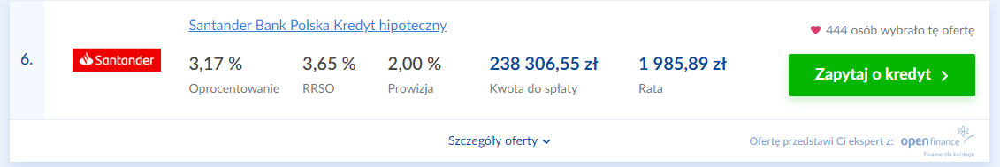 Santander Bank Polska Kredyt hipoteczny
444 osób wybrało tę ofertę
6.
Santander
3,17 % 3,65 % 2,00 % 238 306,55 zł 1 985,89 zł
Oprocentowanie RRSO Prowizja Kwota do spłaty Rata
Zapytaj o kredyt
Szczegóły oferty
Ofertę przedstawi Ci ekspert z: open finance
Finanse dla każdego